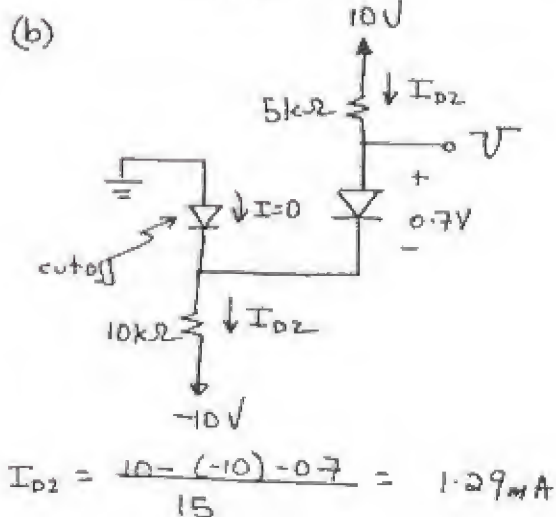 (b)
10V
5kΩ ↓ I_D2
V
+
↓ I=0
0.7V
-
cutoff
10kΩ ↓ I_D2
-10V
I_D2 = 10-(-10)-0.7 / 15 = 1.29mA